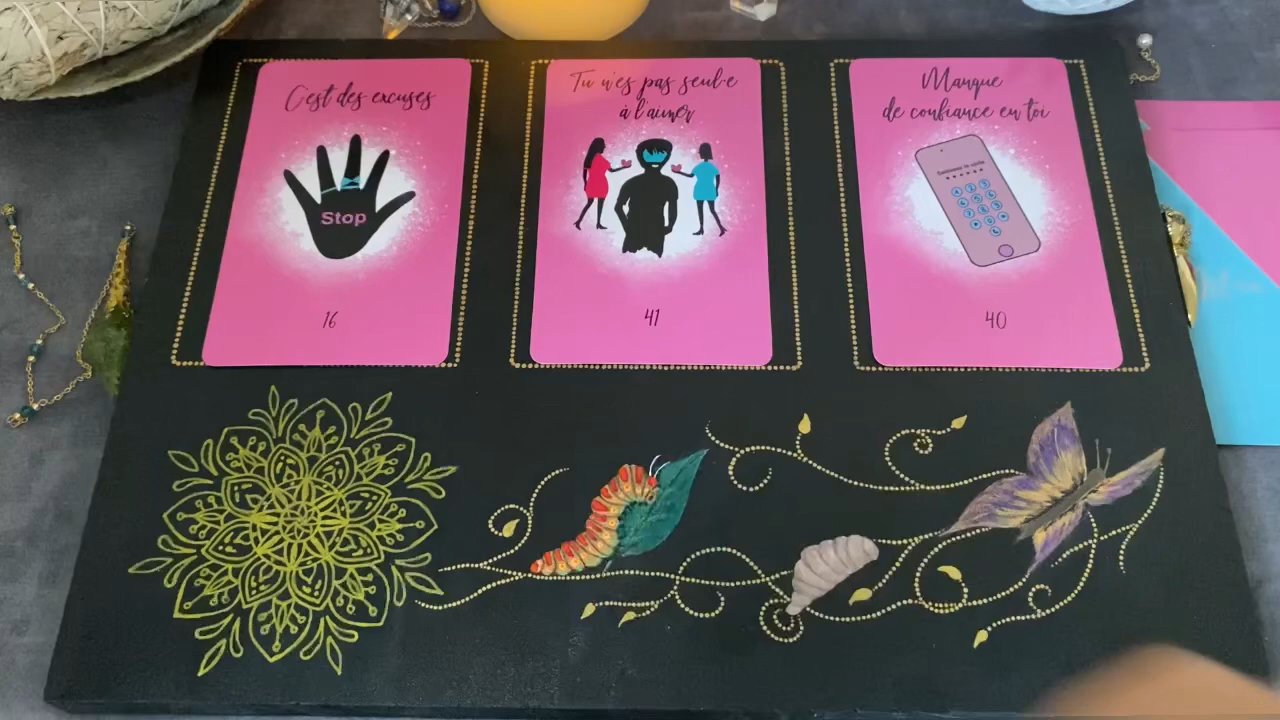 C'est des excuses
Stop
16
Tu n'es pas seul·e
à l'aimer
41
Manque
de confiance en toi
40